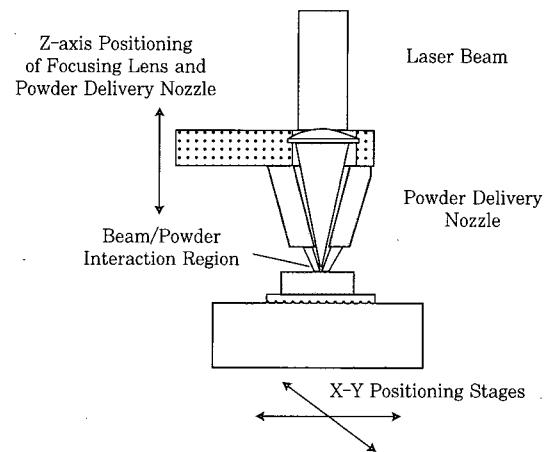 Z-axis Positioning
of Focusing Lens and
Powder Delivery Nozzle
Laser Beam
Powder Delivery
Nozzle
Beam/Powder
Interaction Region
X-Y Positioning Stages